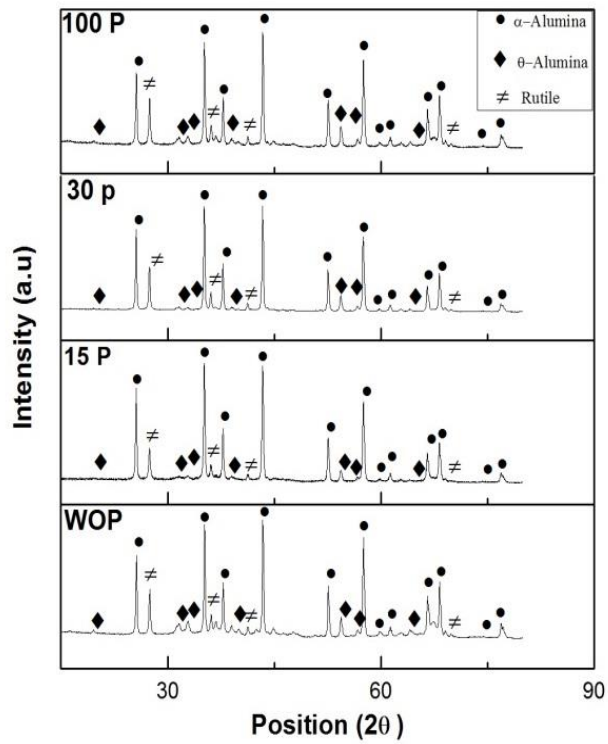 100 P
● α-Alumina
◆ θ-Alumina
≠ Rutile
30 p
15 P
WOP
Intensity (a.u)
30
60
90
Position (2θ )